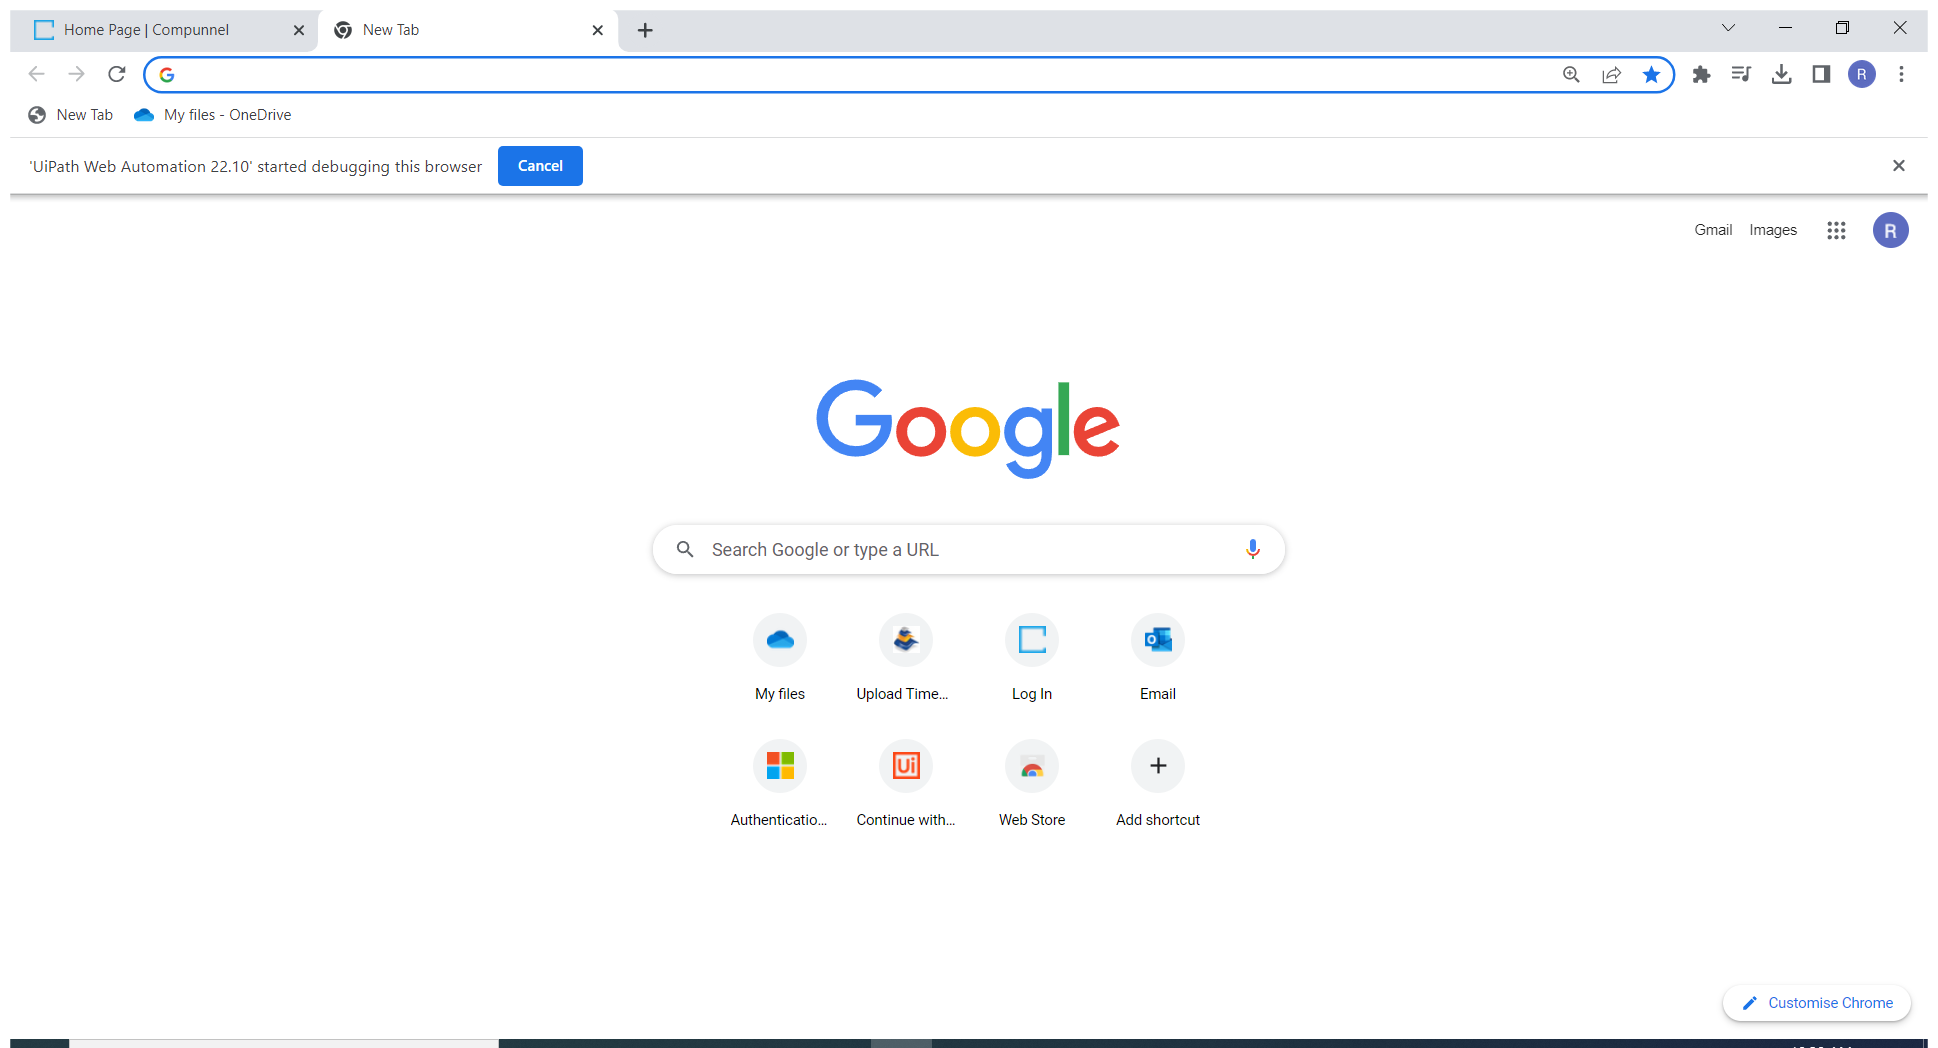 Home Page | Compunnel
New Tab
R
New Tab
My files - OneDrive
'UiPath Web Automation 22.10' started debugging this browser
Cancel
Gmail
Images
R
Google
Search Google or type a URL
My files
Upload Time...
Log In
Email
Authenticatio...
Continue with...
Web Store
Add shortcut
Customise Chrome